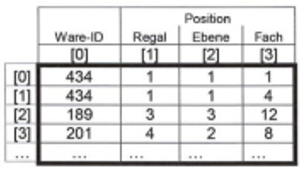 Position
Ware-ID Regal Ebene Fach
[0] [1] [2] [3]
[0] 434 1 1 1
[1] 434 1 1 4
[2] 189 3 3 12
[3] 201 4 2 8
... ... ... ...